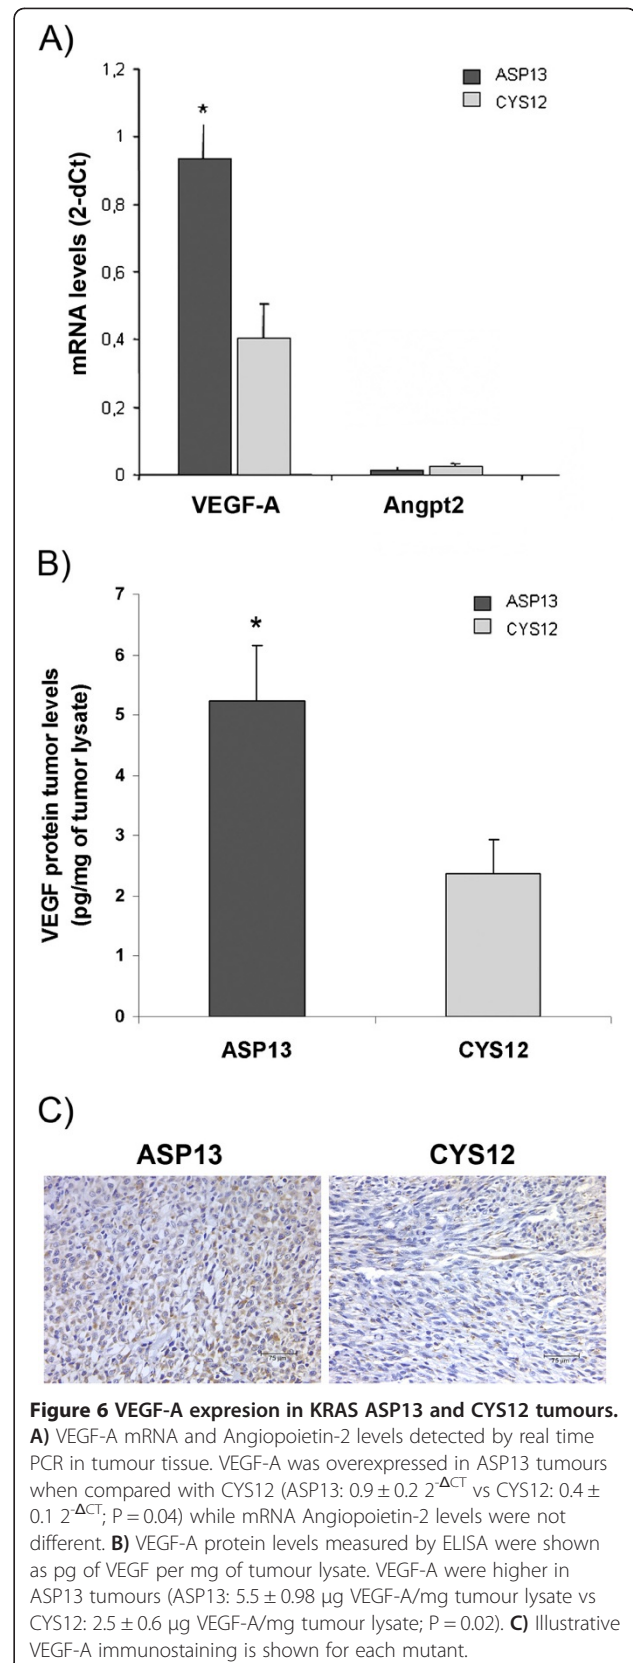 A)
1,2
1
0,8
0,6
0,4
0,2
0
mRNA levels (2-dCt)
*
ASP13
CYS12
VEGF-A Angpt2
B)
7
6
5
4
3
2
1
0
VEGF protein tumor levels
(pg/mg of tumor lysate)
*
ASP13
CYS12
ASP13 CYS12
C)
ASP13 CYS12
75 µm 75 µm
Figure 6 VEGF-A expresion in KRAS ASP13 and CYS12 tumours.
A) VEGF-A mRNA and Angiopoietin-2 levels detected by real time
PCR in tumour tissue. VEGF-A was overexpressed in ASP13 tumours
when compared with CYS12 (ASP13: 0.9 ± 0.2 2-ΔCT vs CYS12: 0.4 ±
0.1 2-ΔCT; P = 0.04) while mRNA Angiopoietin-2 levels were not
different. B) VEGF-A protein levels measured by ELISA were shown
as pg of VEGF per mg of tumour lysate. VEGF-A were higher in
ASP13 tumours (ASP13: 5.5 ± 0.98 μg VEGF-A/mg tumour lysate vs
CYS12: 2.5 ± 0.6 μg VEGF-A/mg tumour lysate; P = 0.02). C) Illustrative
VEGF-A immunostaining is shown for each mutant.